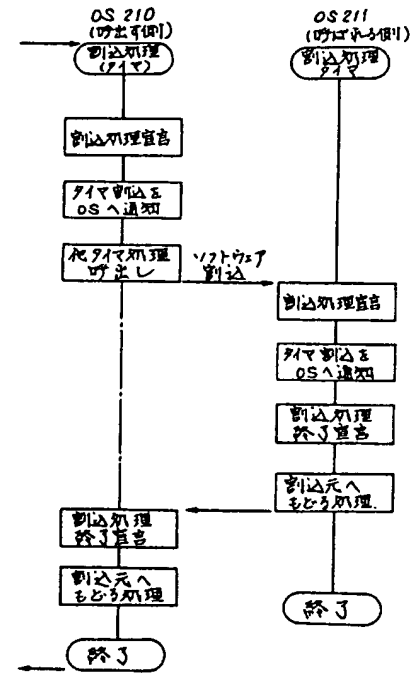 OS 210
(呼出す側)
割込処理
(タイマ)
割込処理宣言
タイマ割込を
OSへ通知
他タイマ処理
呼出し
ソフトウェア
割込
割込処理
終了宣言
割込元へ
もどる処理
終了
OS 211
(呼ばれる側)
割込処理
タイマ
割込処理宣言
タイマ割込を
OSへ通知
割込処理
終了宣言
割込元へ
もどる処理.
終了